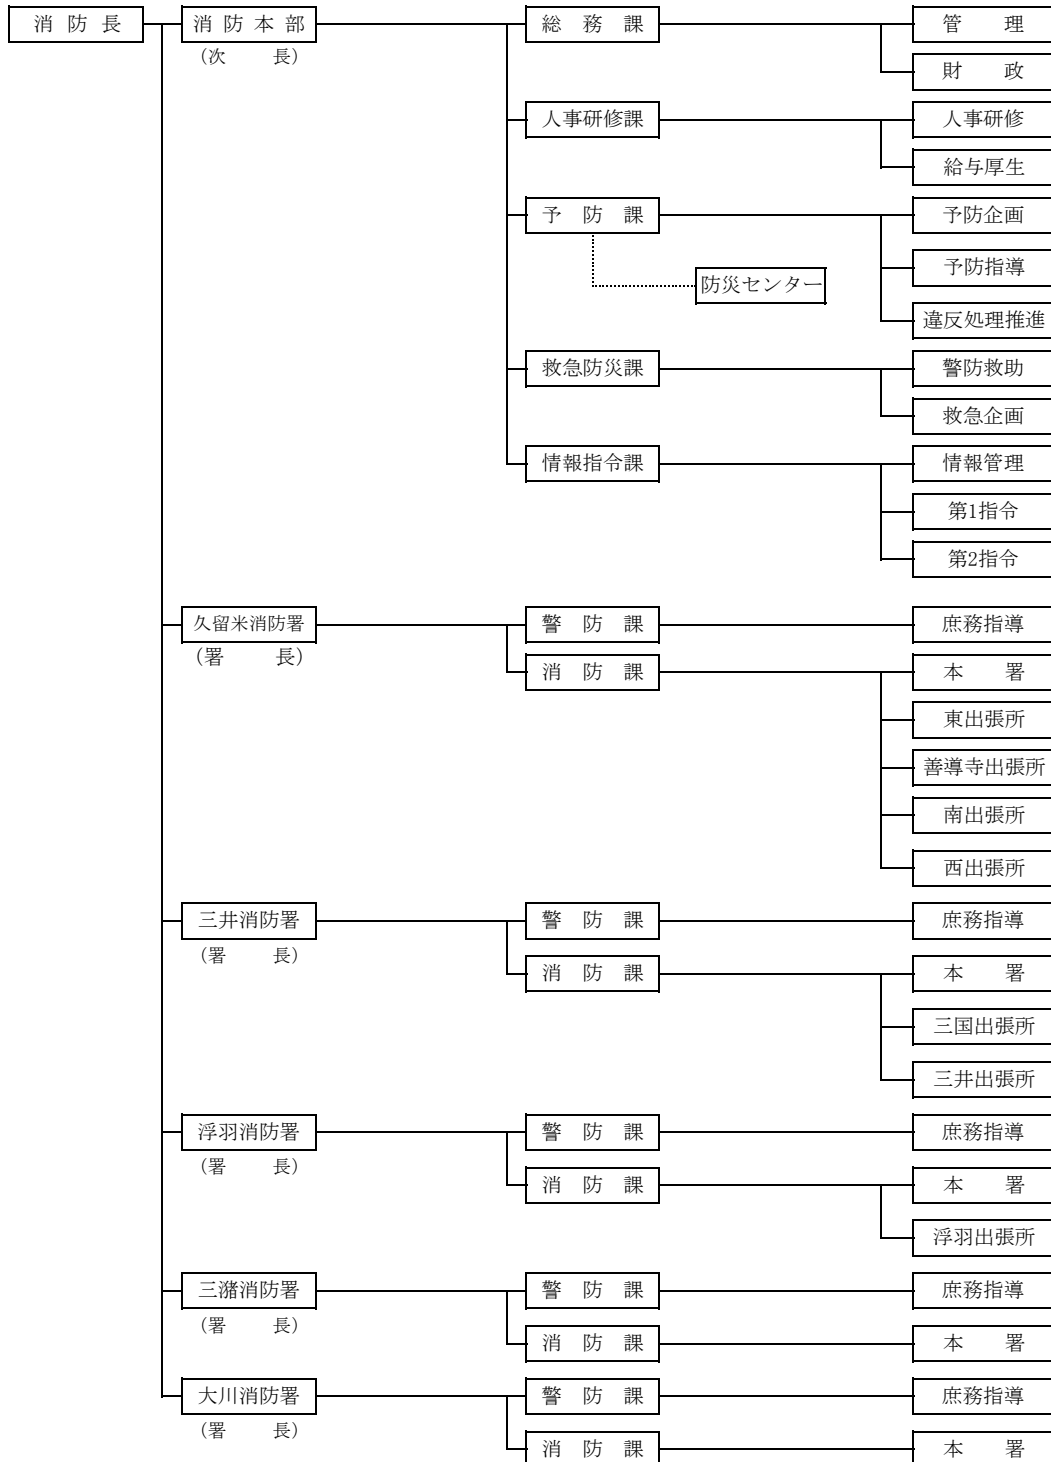 消防長 消防本部 総務課 管理
(次長)
財政
人事研修課 人事研修
給与厚生
予防課 予防企画
予防指導
防災センター
違反処理推進
救急防災課 警防救助
救急企画
情報指令課 情報管理
第1指令
第2指令
久留米消防署 警防課 庶務指導
(署長)
消防課 本署
東出張所
善導寺出張所
南出張所
西出張所
三井消防署 警防課 庶務指導
(署長)
消防課 本署
三国出張所
三井出張所
浮羽消防署 警防課 庶務指導
(署長)
消防課 本署
浮羽出張所
三潴消防署 警防課 庶務指導
(署長)
消防課 本署
大川消防署 警防課 庶務指導
(署長)
消防課 本署